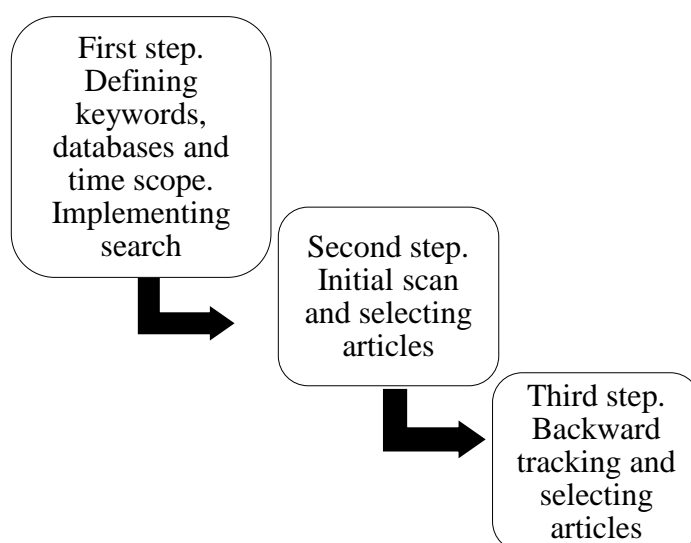 First step.
Defining
keywords,
databases and
time scope.
Implementing
search
Second step.
Initial scan
and selecting
articles
Third step.
Backward
tracking and
selecting
articles